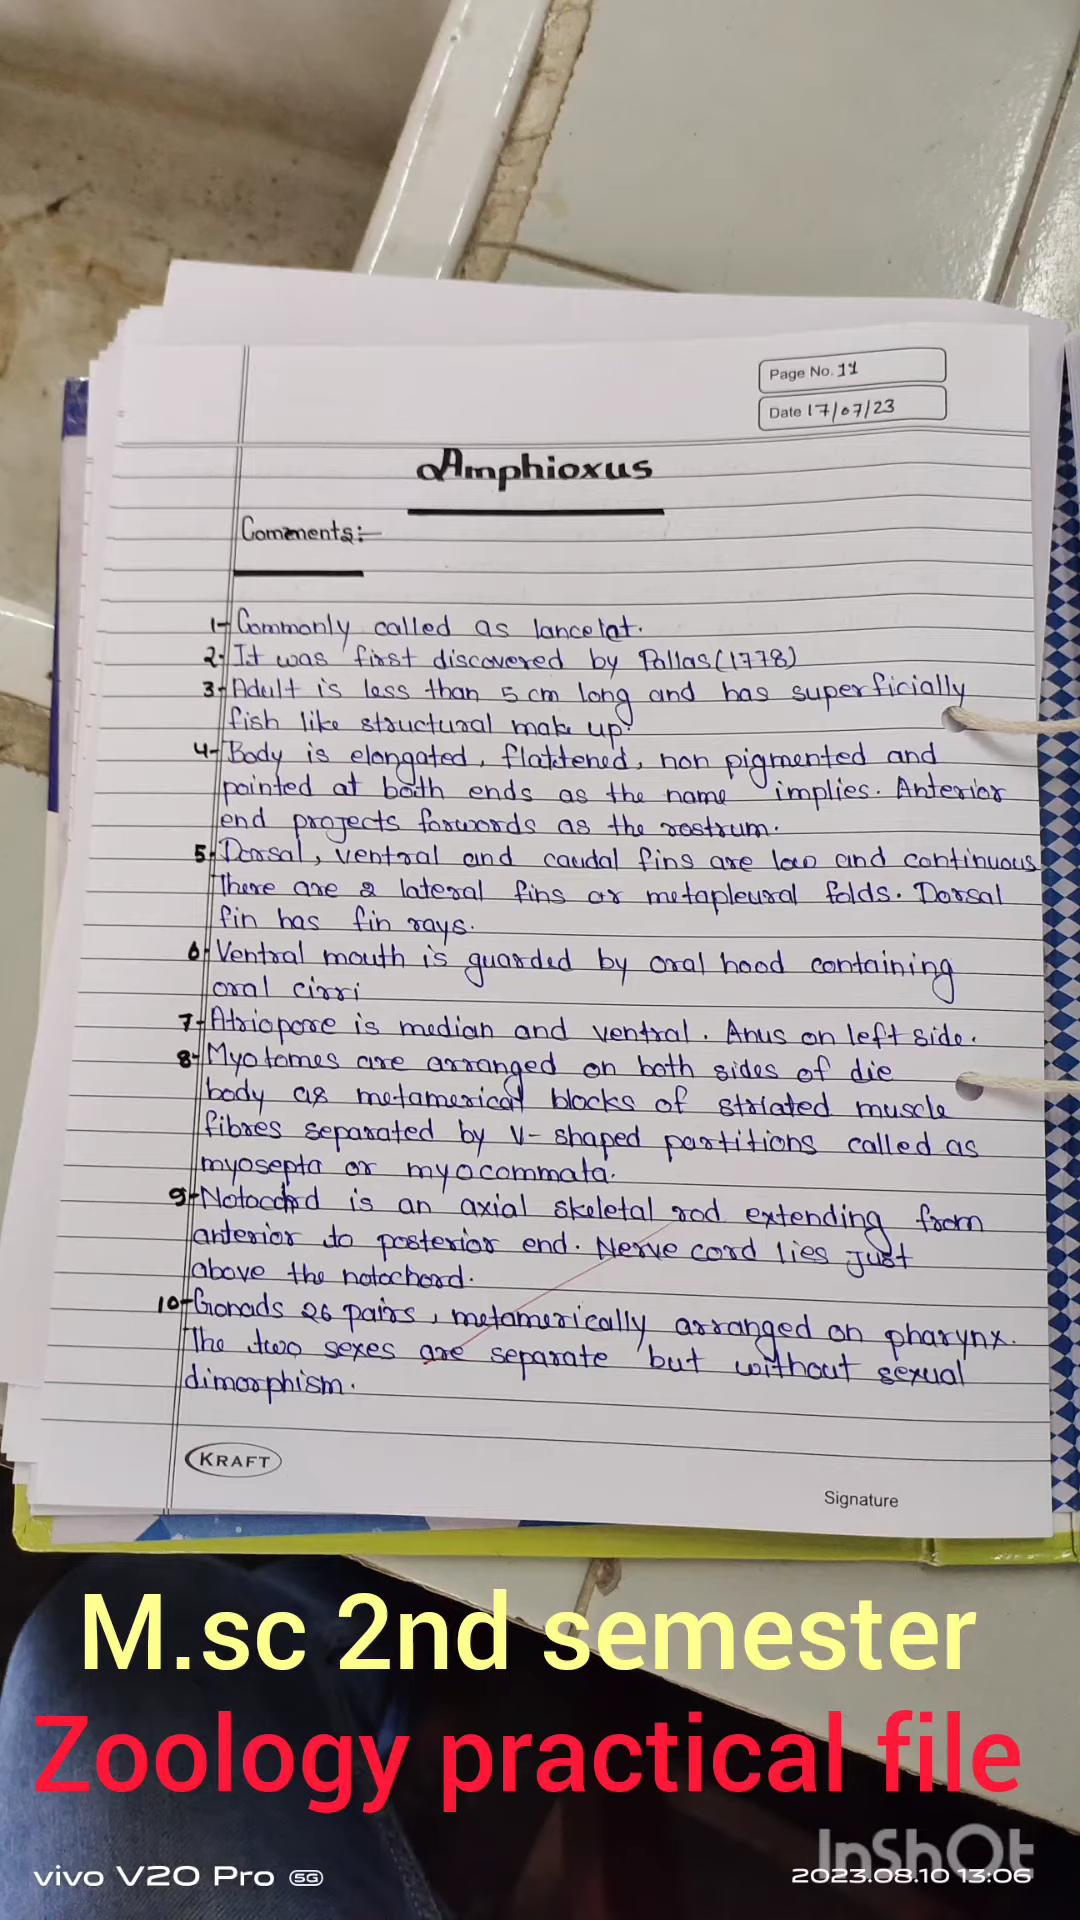 Page No. 11
Date 17/07/23
Amphioxus
Comments:-
1- Commonly called as lancelat.
2- It was first discovered by Pallas (1778)
3- Adult is less than 5 cm long and has superficially
fish like structural make up.
4- Body is elongated, flattened, non pigmented and
pointed at both ends as the name implies. Anterior
end projects forwords as the rostrum.
5- Dorsal, ventral and caudal fins are low and continuous
There are 2 lateral fins or metapleural folds. Dorsal
fin has fin rays.
6- Ventral mouth is guarded by oral hood containing
oral cirri
7- Atriopore is median and ventral. Anus on left side.
8- Myotomes are arranged on both sides of die
body as metamerical blocks of striated muscle
fibres separated by V-shaped partitions called as
myosepta or myocommata.
9- Notochord is an axial skeletal rod extending from
anterior to posterior end. Nerve cord lies just
above the notochord.
10- Gonads 26 pairs, metamerically arranged on pharynx.
The two sexes are separate but without sexual
dimorphism.
KRAFT
Signature
M.sc 2nd semester
Zoology practical file
InShOt
vivo V20 Pro 5G
2023.08.10 13:06